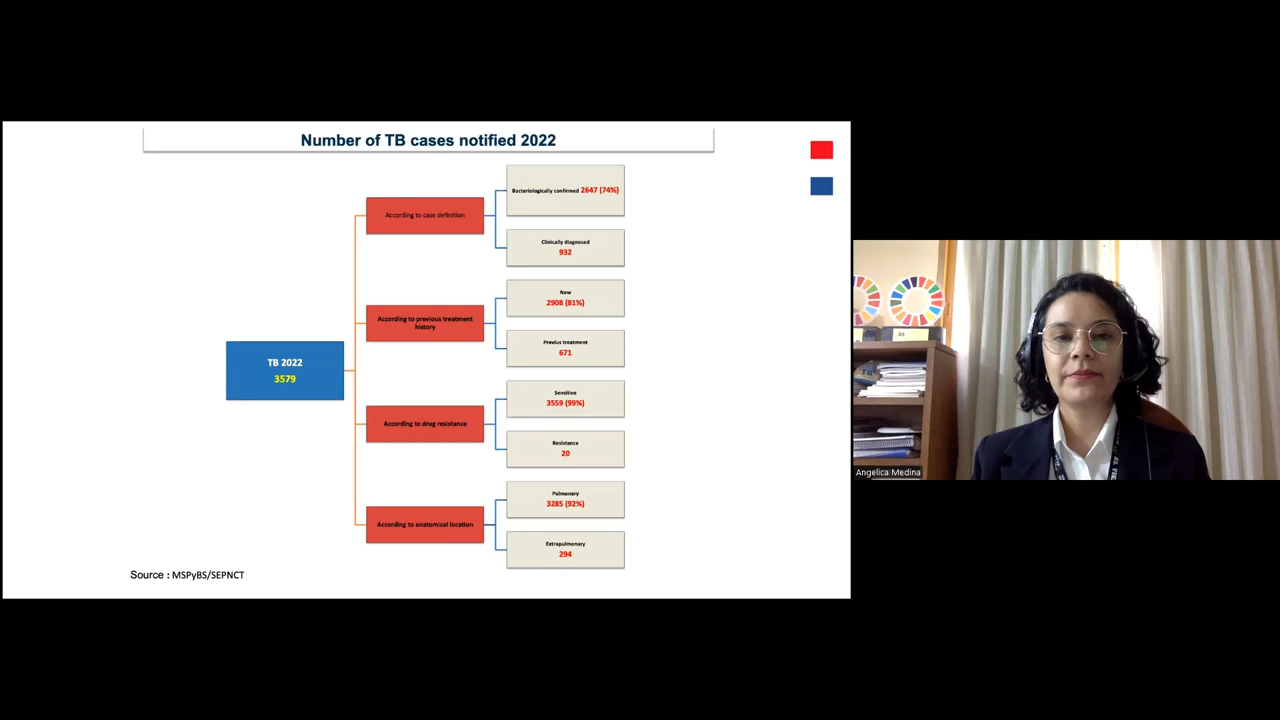 Number of TB cases notified 2022
TB 2022
3579
According to case definition
Bacteriologically confirmed 2647 (74%)
Clinically diagnosed
932
According to previous treatment
history
New
2908 (81%)
Previus treatment
671
According to drug resistance
Sensitive
3559 (99%)
Resistance
20
According to anatomical location
Pulmonary
3285 (92%)
Extrapulmonary
294
Source : MSPyBS/SEPNCT
Angelica Medina